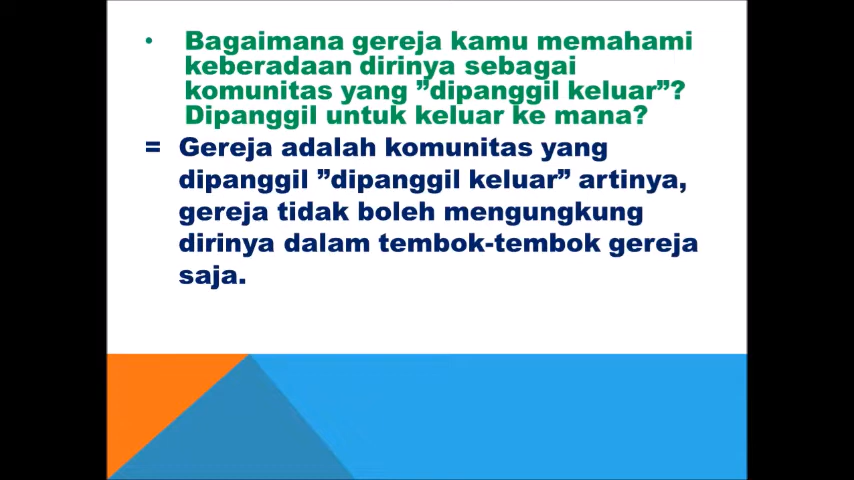 • Bagaimana gereja kamu memahami
keberadaan dirinya sebagai
komunitas yang ”dipanggil keluar”?
Dipanggil untuk keluar ke mana?
= Gereja adalah komunitas yang
dipanggil ”dipanggil keluar” artinya,
gereja tidak boleh mengungkung
dirinya dalam tembok-tembok gereja
saja.